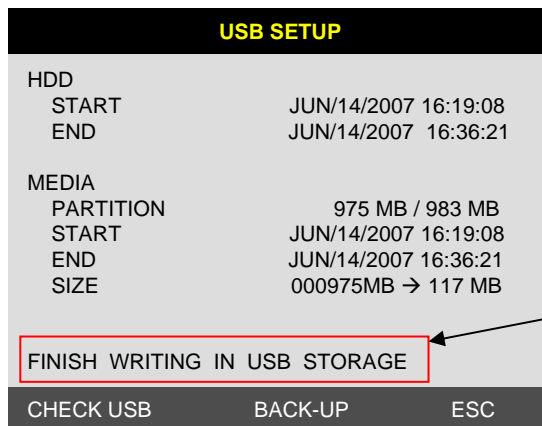 USB SETUP
HDD
START JUN/14/2007 16:19:08
END JUN/14/2007 16:36:21
MEDIA
PARTITION 975 MB / 983 MB
START JUN/14/2007 16:19:08
END JUN/14/2007 16:36:21
SIZE 000975MB → 117 MB
FINISH WRITING IN USB STORAGE
CHECK USB BACK-UP ESC